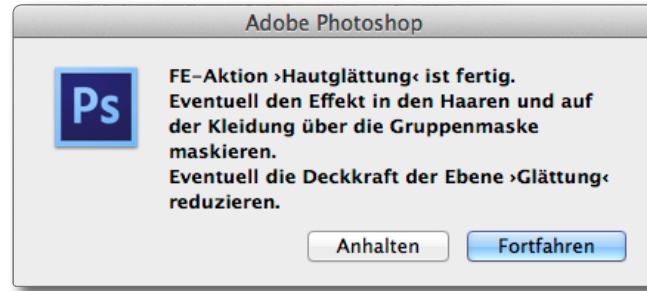 Adobe Photoshop
Ps
FE-Aktion ›Hautglättung‹ ist fertig.
Eventuell den Effekt in den Haaren und auf
der Kleidung über die Gruppenmaske
maskieren.
Eventuell die Deckkraft der Ebene ›Glättung‹
reduzieren.
Anhalten Fortfahren